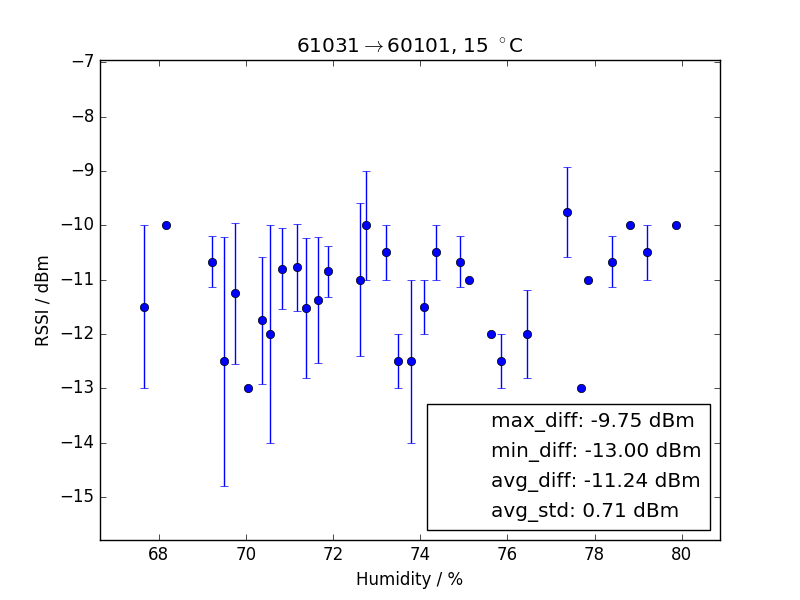 61031→60101, 15 °C
−7
−8
−9
−10
−11
−12
−13
−14
−15
RSSI / dBm
max_diff: -9.75 dBm
min_diff: -13.00 dBm
avg_diff: -11.24 dBm
avg_std: 0.71 dBm
68 70 72 74 76 78 80
Humidity / %